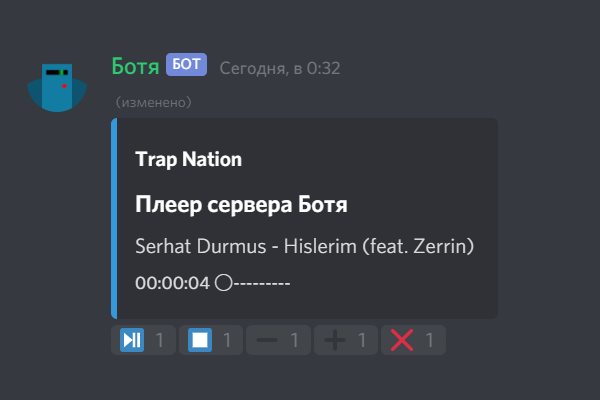 Ботя БОТ Сегодня, в 0:32
(изменено)
Trap Nation
Плеер сервера Ботя
Serhat Durmus - Hislerim (feat. Zerrin)
00:00:04 ◯---------
1 1 1 1 1